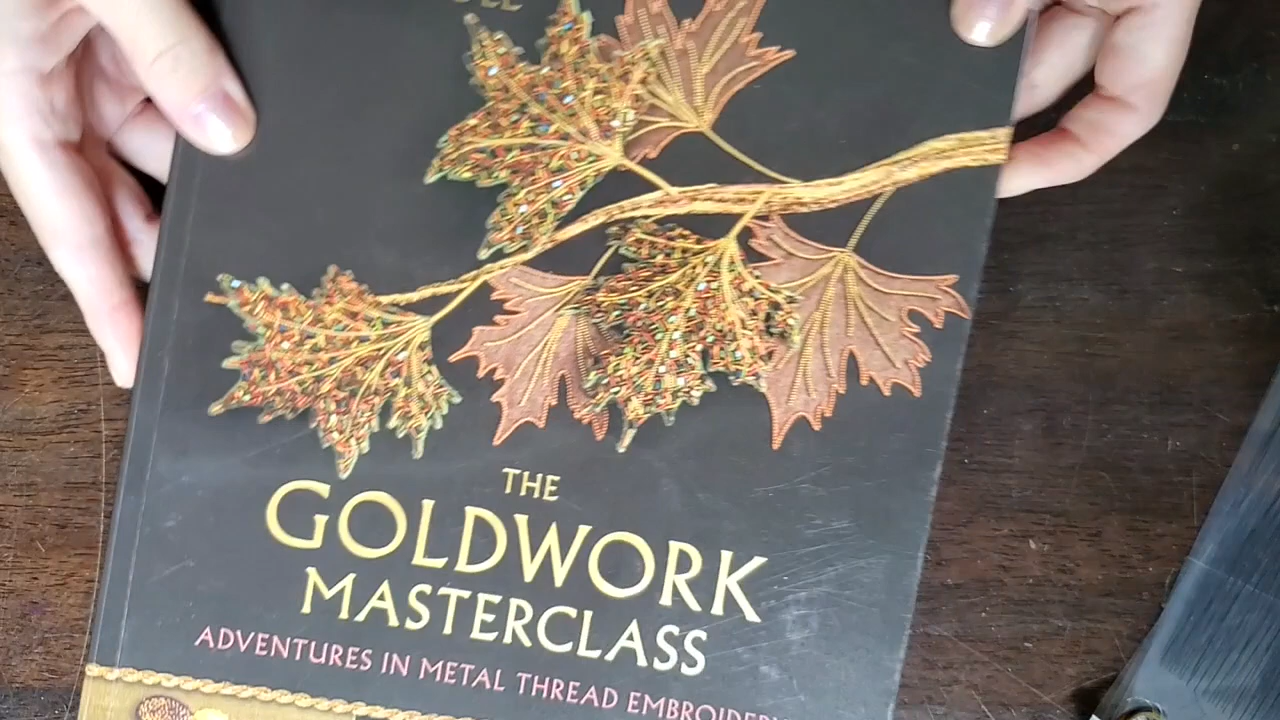 THE
GOLDWORK
MASTERCLASS
ADVENTURES IN METAL THREAD EMBROIDERY